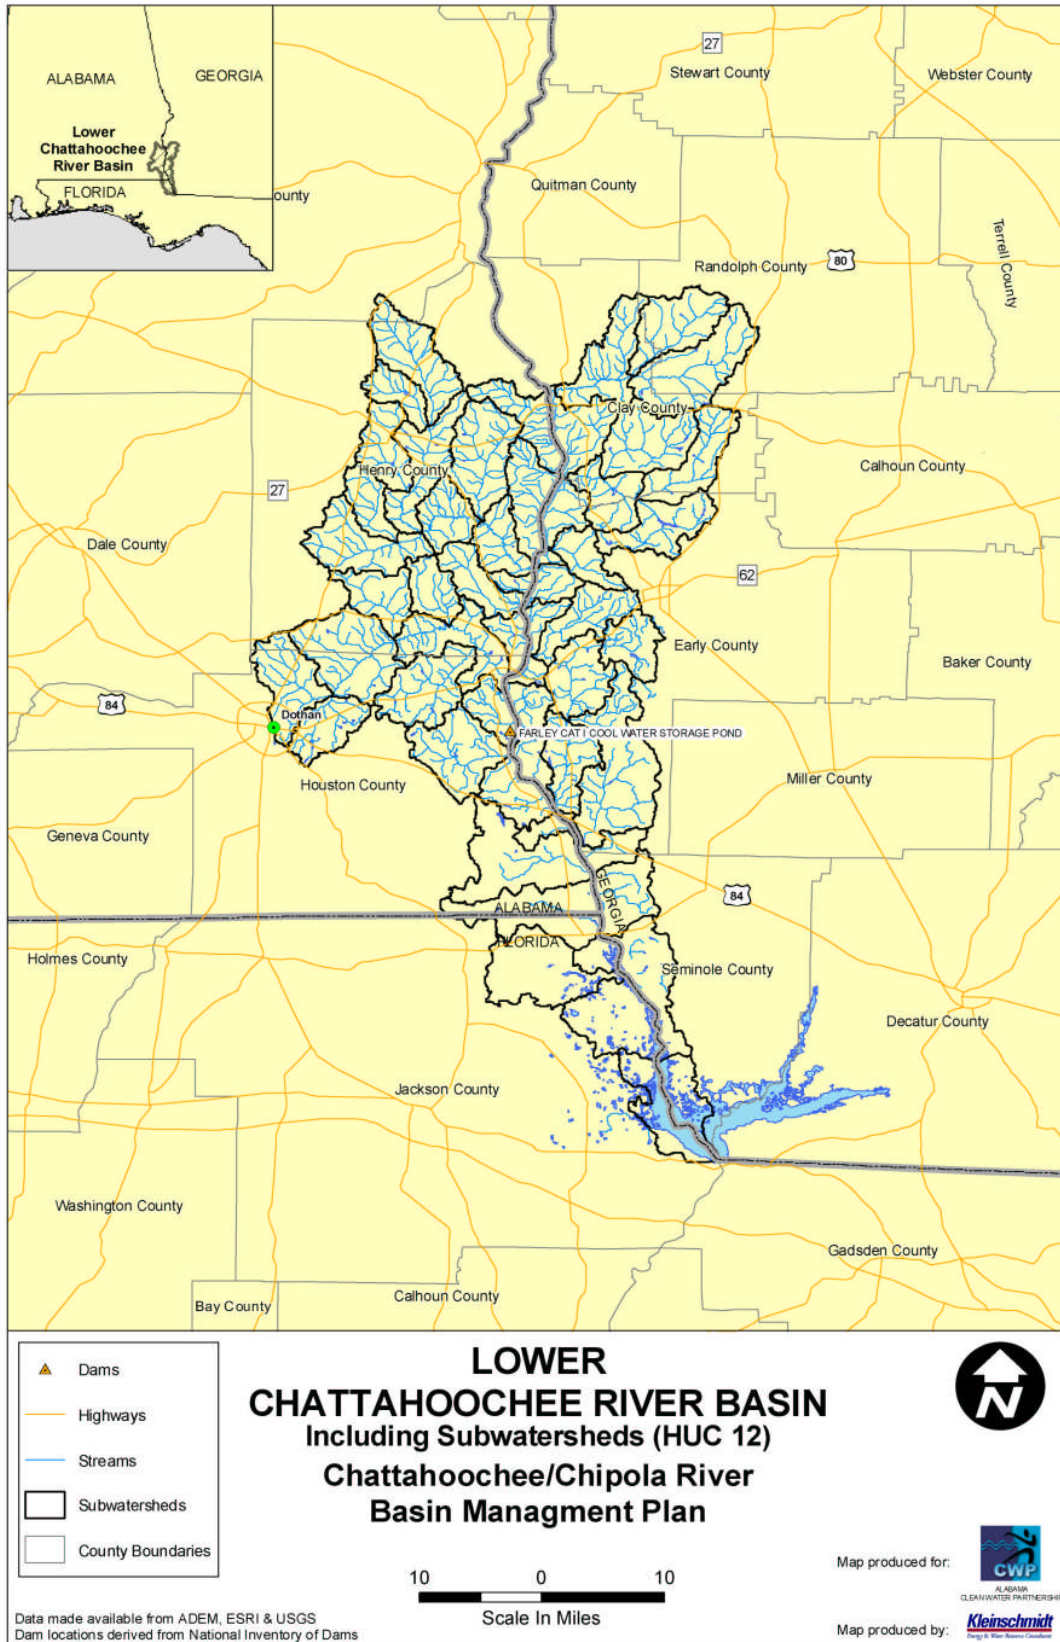 ALABAMA
GEORGIA
Lower
Chattahoochee
River Basin
FLORIDA
ounty
27
Stewart County
Webster County
Quitman County
Terrell County
Randolph County
80
Clay County
Henry County
Calhoun County
27
Dale County
62
Early County
Baker County
84
Dothan
FARLEY CAT I COOL WATER STORAGE POND
Houston County
Miller County
Geneva County
GEORGIA
84
ALABAMA
FLORIDA
Holmes County
Seminole County
Decatur County
Jackson County
Washington County
Gadsden County
Calhoun County
Bay County
Dams
Highways
Streams
Subwatersheds
County Boundaries
LOWER
CHATTAHOOCHEE RIVER BASIN
Including Subwatersheds (HUC 12)
Chattahoochee/Chipola River
Basin Managment Plan
N
10 0 10
Scale In Miles
Map produced for:
CWP
ALABAMA
CLEAN WATER PARTNERSHIP
Map produced by:
Kleinschmidt
Energy & Water Resource Consultants
Data made available from ADEM, ESRI & USGS
Dam locations derived from National Inventory of Dams